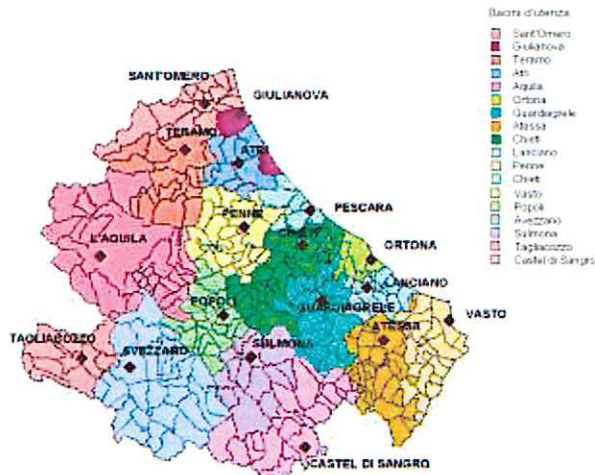 Bacini d'utenza
Sant'Omero
Giulianova
Teramo
Atri
Aquila
Ortona
Guardiagrele
Atessa
Chieti
Lanciano
Penne
Chieti
Vasto
Popoli
Avezzano
Sulmona
Tagliacozzo
Castel di Sangro
SANT'OMERO
GIULIANOVA
TERAMO
ATRI
PENNE
PESCARA
L'AQUILA
ORTONA
LANCIANO
POPOLI
GUARDIAGRELE
VASTO
ATESSA
TAGLIACOZZO
AVEZZANO
SULMONA
CASTEL DI SANGRO